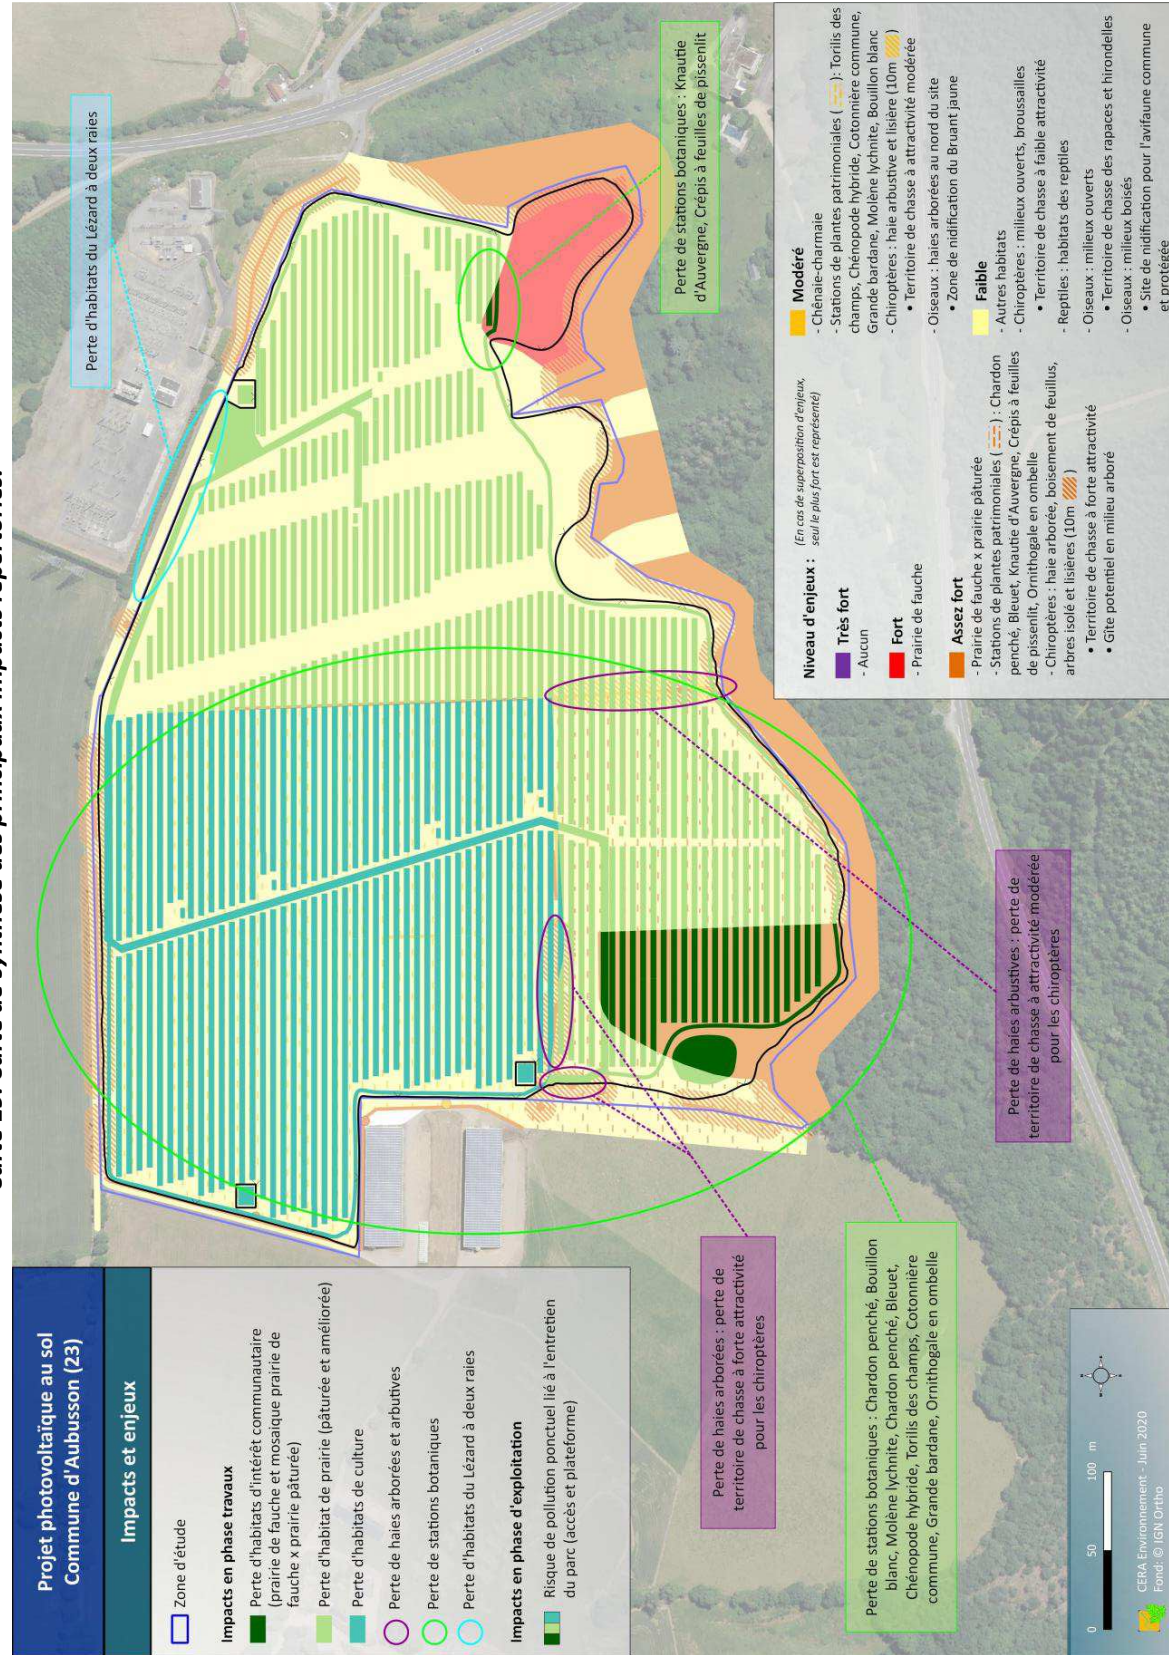 Projet photovoltaïque au sol
Commune d'Aubusson (23)
Impacts et enjeux
Zone d'étude
Impacts en phase travaux
Perte d'habitats d'intérêt communautaire
(prairie de fauche et mosaique prairie de
fauche x prairie pâturée)
Perte d'habitat de prairie (pâturée et améliorée)
Perte d'habitats de culture
Perte de haies arborées et arbutives
Perte de stations botaniques
Perte d'habitats du Lézard à deux raies
Impacts en phase d'exploitation
Risque de pollution ponctuel lié à l'entretien
du parc (accès et plateforme)
Perte d'habitats du Lézard à deux raies
Perte de stations botaniques : Knautie
d'Auvergne, Crépis à feuilles de pissenlit
Perte de haies arborées : perte de
territoire de chasse à forte attractivité
pour les chiroptères
Perte de haies arbustives : perte de
territoire de chasse à attractivité modérée
pour les chiroptères
Perte de stations botaniques : Chardon penché, Bouillon
blanc, Molène lychnite, Chardon penché, Bleuet,
Chénopode hybride, Torilis des champs, Cotonnière
commune, Grande bardane, Ornithogale en ombelle
0 50 100 m
CERA Environnement - Juin 2020
Fond: © IGN Ortho
Niveau d'enjeux :
(En cas de superposition d'enjeux,
seul le plus fort est représenté)
Très fort
- Aucun
Fort
- Prairie de fauche
Assez fort
- Prairie de fauche x prairie pâturée
- Stations de plantes patrimoniales ( ) : Chardon
penché, Bleuet, Knautie d'Auvergne, Crépis à feuilles
de pissenlit, Ornithogale en ombelle
- Chiroptères : haie arborée, boisement de feuillus,
arbres isolé et lisières (10m )
• Territoire de chasse à forte attractivité
• Gîte potentiel en milieu arboré
Modéré
- Chênaie-charmaie
- Stations de plantes patrimoniales ( ): Torilis des
champs, Chénopode hybride, Cotonnière commune,
Grande bardane, Molène lychnite, Bouillon blanc
- Chiroptères : haie arbustive et lisière (10m )
• Territoire de chasse à attractivité modérée
- Oiseaux : haies arborées au nord du site
• Zone de nidification du Bruant jaune
Faible
- Autres habitats
- Chiroptères : milieux ouverts, broussailles
• Territoire de chasse à faible attractivité
- Reptiles : habitats des reptiles
- Oiseaux : milieux ouverts
• Territoire de chasse des rapaces et hirondelles
- Oiseaux : milieux boisés
• Site de nidification pour l'avifaune commune
et protégée